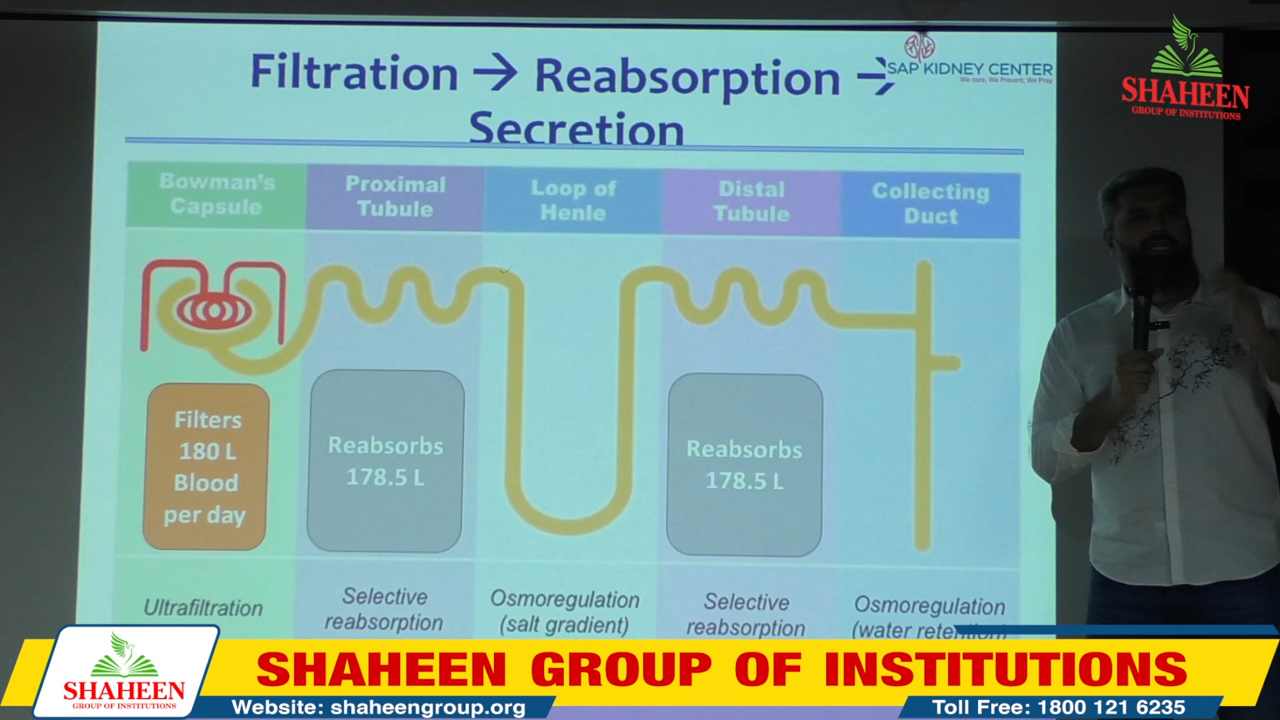 Filtration → Reabsorption →
Secretion
SAP KIDNEY CENTER
We care, We Prevent, We Pray
SHAHEEN
GROUP OF INSTITUTIONS
Bowman's
Capsule
Proximal
Tubule
Loop of
Henle
Distal
Tubule
Collecting
Duct
Filters
180 L
Blood
per day
Reabsorbs
178.5 L
Reabsorbs
178.5 L
Ultrafiltration
Selective
reabsorption
Osmoregulation
(salt gradient)
Selective
reabsorption
Osmoregulation
(water retention)
SHAHEEN
GROUP OF INSTITUTIONS
SHAHEEN GROUP OF INSTITUTIONS
Website: shaheengroup.org
Toll Free: 1800 121 6235